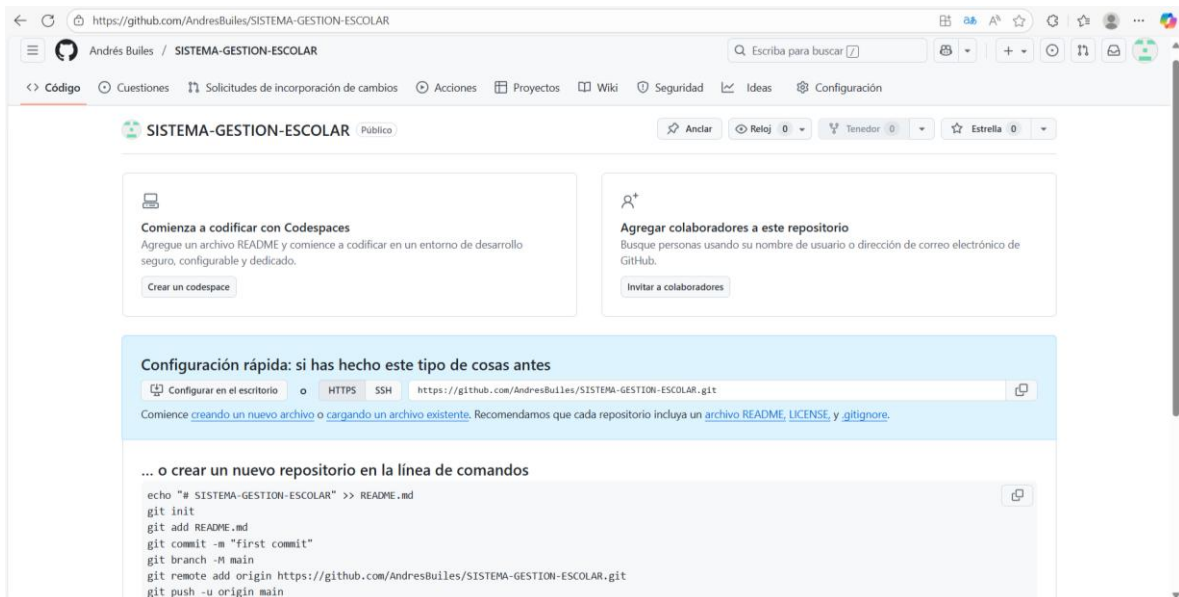 https://github.com/AndresBuiles/SISTEMA-GESTION-ESCOLAR
Andrés Builes / SISTEMA-GESTION-ESCOLAR
Escriba para buscar /
Código Cuestiones Solicitudes de incorporación de cambios Acciones Proyectos Wiki Seguridad Ideas Configuración
SISTEMA-GESTION-ESCOLAR Público
Anclar Reloj 0 Tenedor 0 Estrella 0
Comienza a codificar con Codespaces
Agregue un archivo README y comience a codificar en un entorno de desarrollo
seguro, configurable y dedicado.
Crear un codespace
Agregar colaboradores a este repositorio
Busque personas usando su nombre de usuario o dirección de correo electrónico de
GitHub.
Invitar a colaboradores
Configuración rápida: si has hecho este tipo de cosas antes
Configurar en el escritorio o HTTPS SSH https://github.com/AndresBuiles/SISTEMA-GESTION-ESCOLAR.git
Comience creando un nuevo archivo o cargando un archivo existente. Recomendamos que cada repositorio incluya un archivo README, LICENSE, y .gitignore.
... o crear un nuevo repositorio en la línea de comandos
echo "# SISTEMA-GESTION-ESCOLAR" >> README.md
git init
git add README.md
git commit -m "first commit"
git branch -M main
git remote add origin https://github.com/AndresBuiles/SISTEMA-GESTION-ESCOLAR.git
git push -u origin main